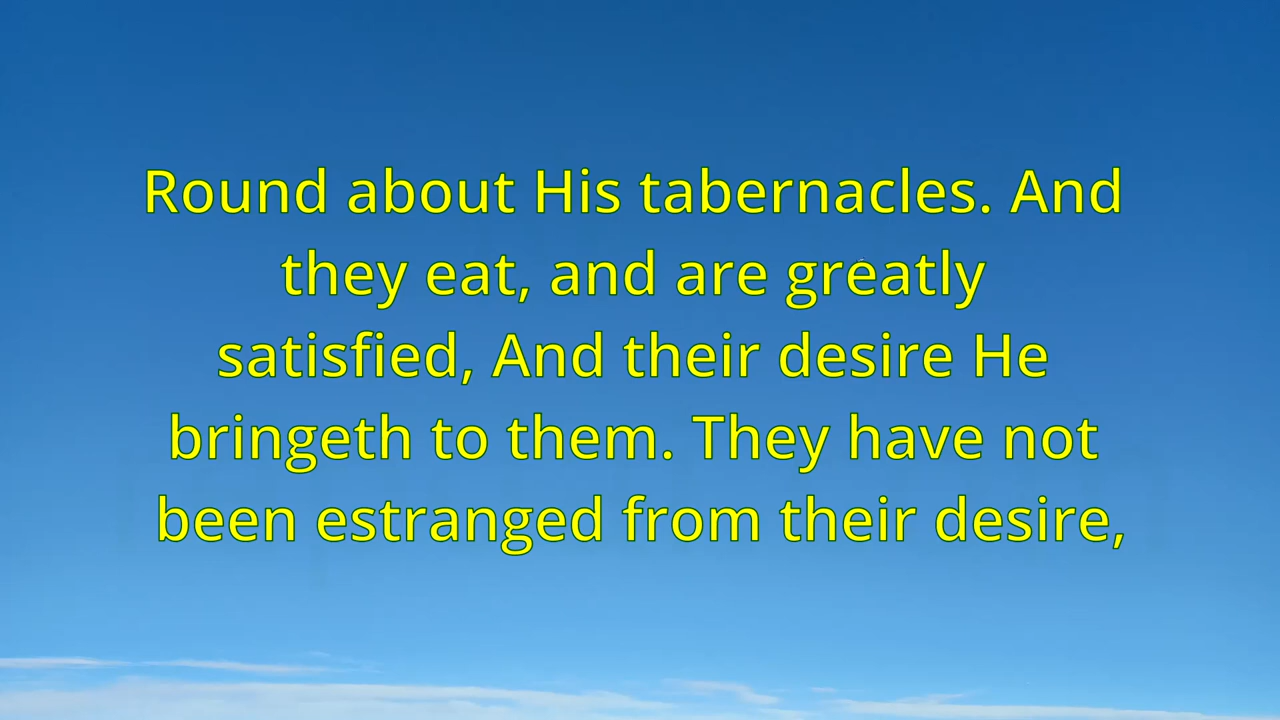 Round about His tabernacles. And
they eat, and are greatly
satisfied, And their desire He
bringeth to them. They have not
been estranged from their desire,